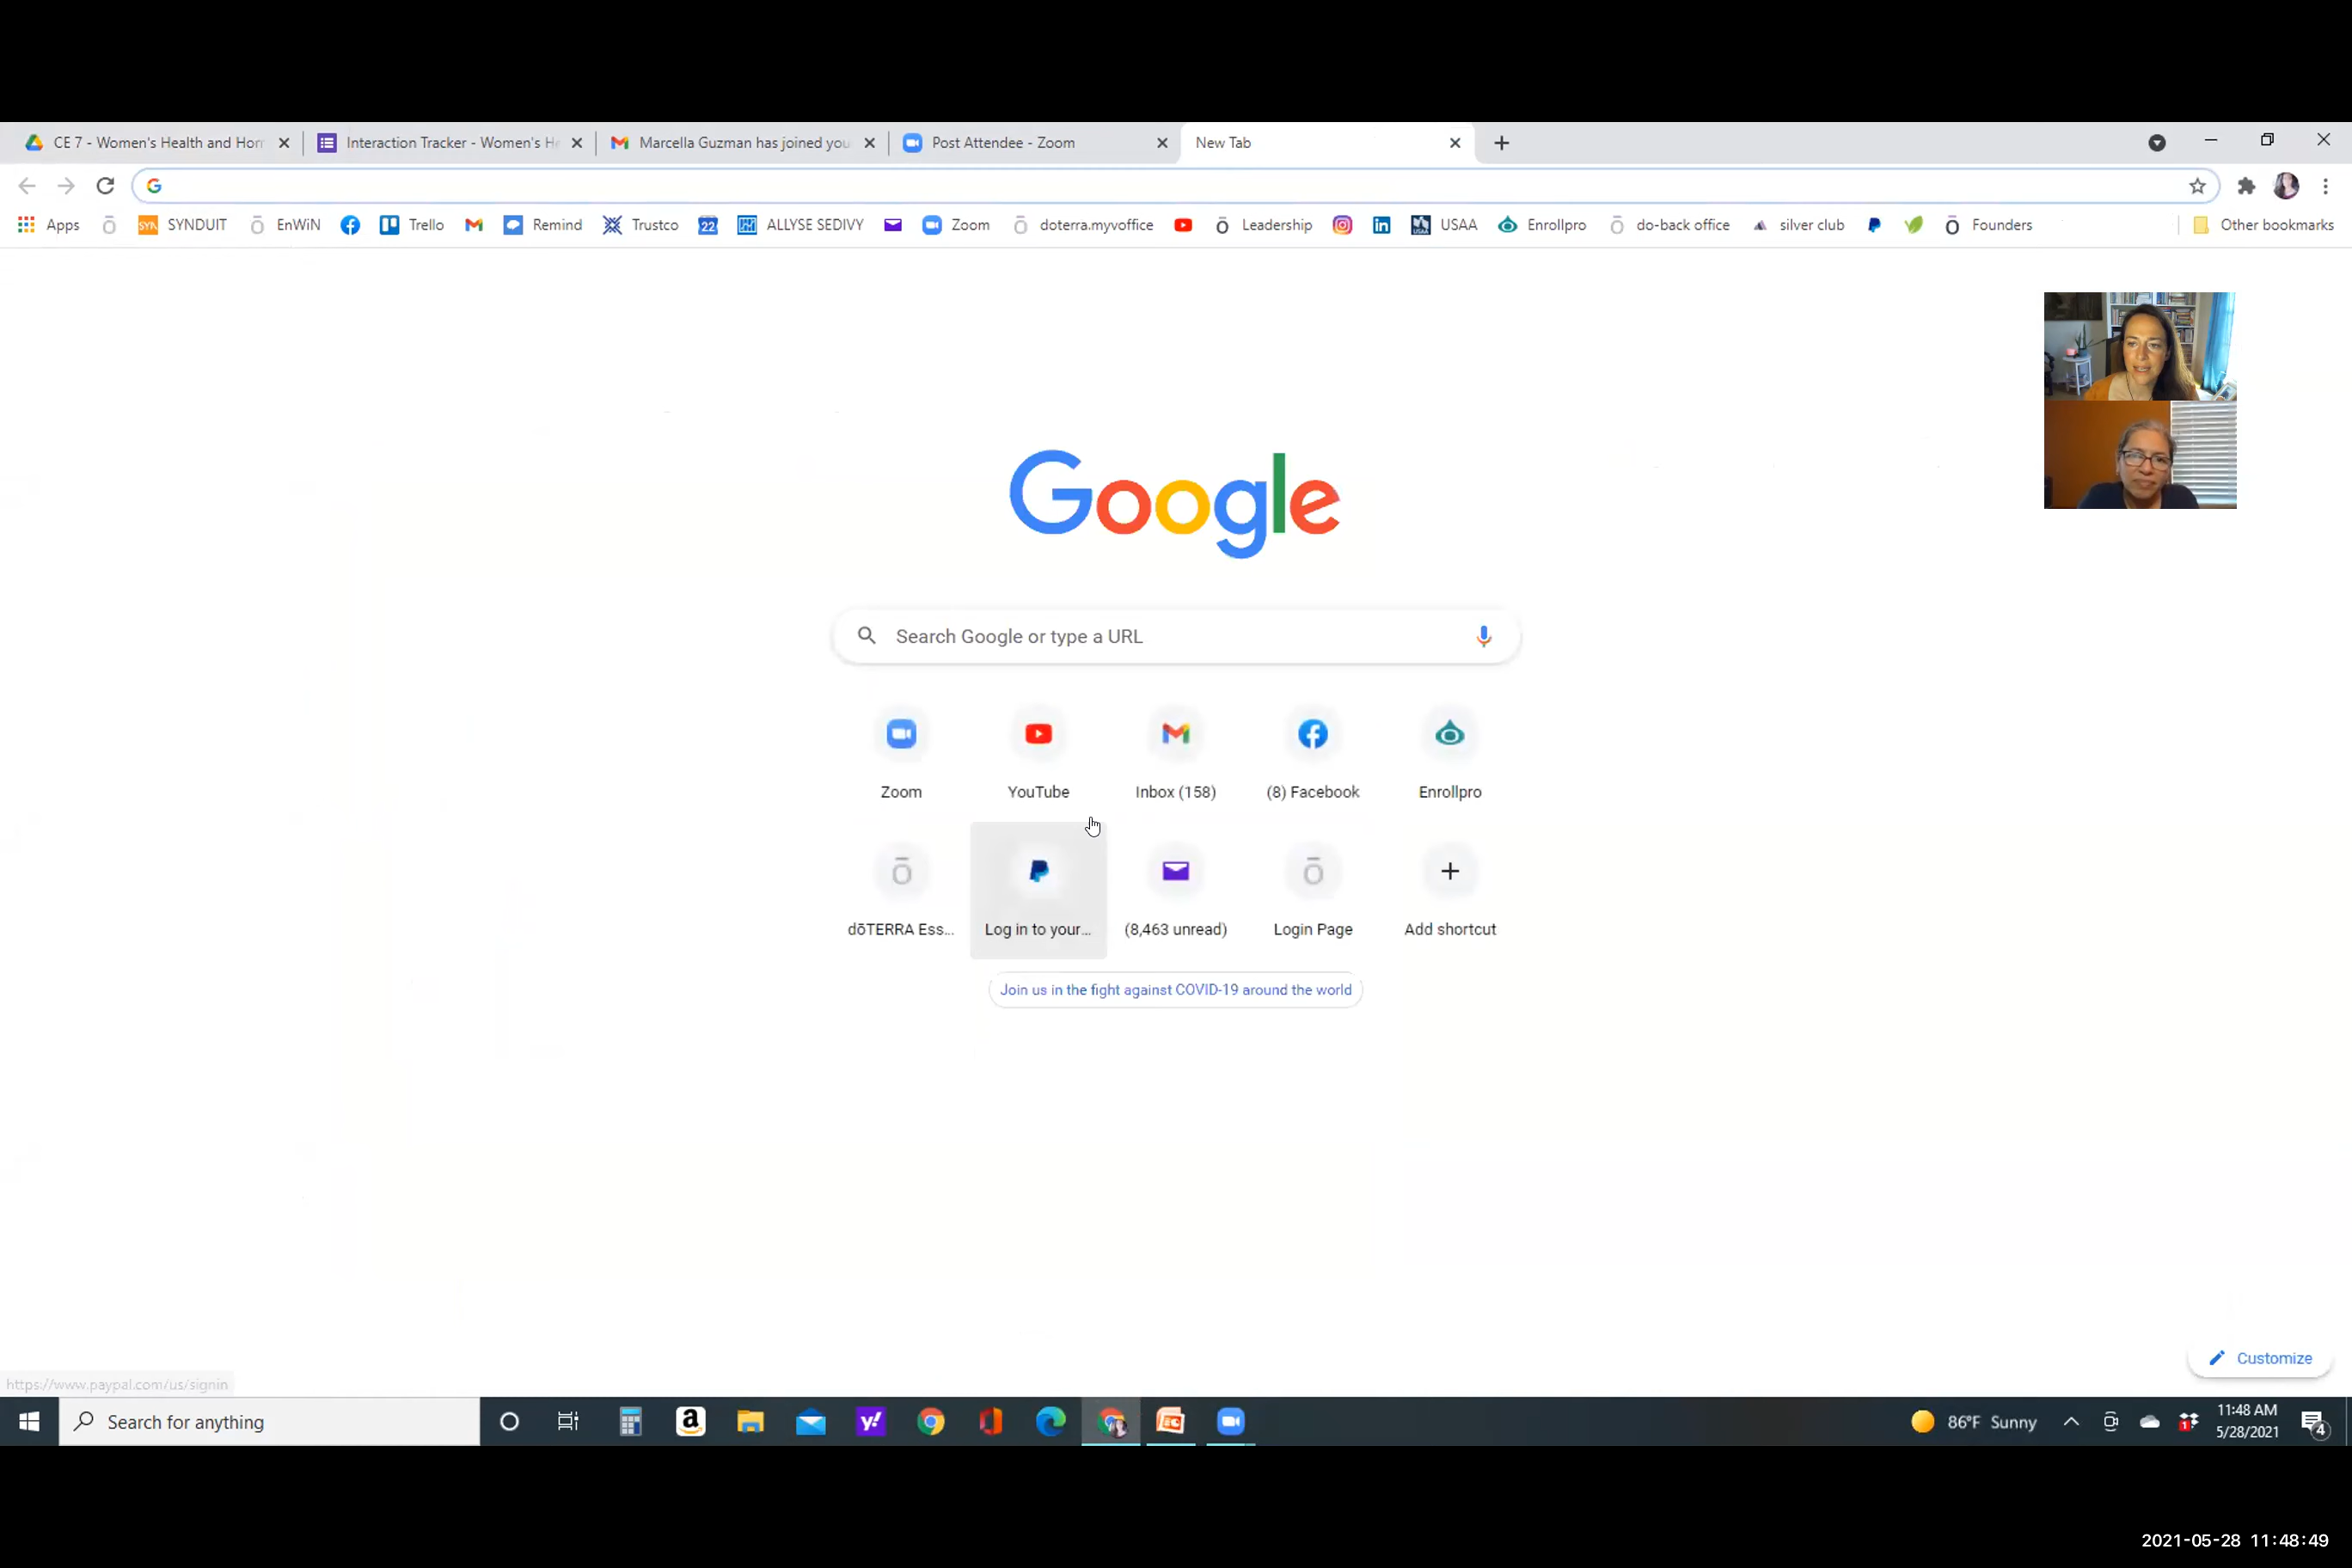 CE 7 - Women's Health and Hor
Interaction Tracker - Women's He
Marcella Guzman has joined you
Post Attendee - Zoom
New Tab
Apps
SYN SYNDUIT
EnWiN
Trello
Remind
Trustco
22
ALLYSE SEDIVY
Zoom
doterra.myvoffice
Leadership
USAA
Enrollpro
do-back office
silver club
Founders
Other bookmarks
Google
Search Google or type a URL
Zoom
YouTube
Inbox (158)
(8) Facebook
Enrollpro
dōTERRA Ess...
Log in to your...
(8,463 unread)
Login Page
Add shortcut
Join us in the fight against COVID-19 around the world
Customize
https://www.paypal.com/us/signin
Search for anything
86°F Sunny
11:48 AM
5/28/2021
4
2021-05-28 11:48:49